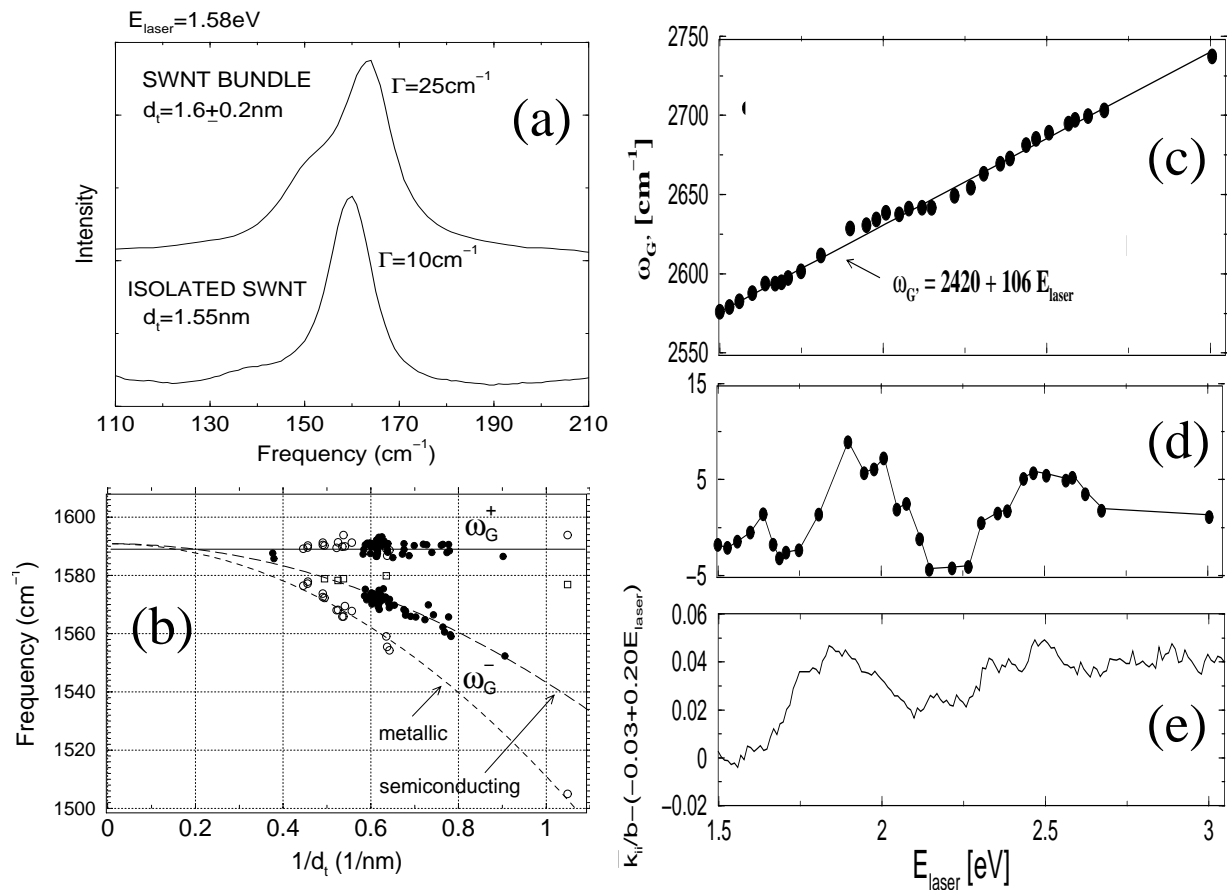 E_laser=1.58eV
SWNT BUNDLE
d_t=1.6±0.2nm
Γ=25cm⁻¹
(a)
Γ=10cm⁻¹
ISOLATED SWNT
d_t=1.55nm
Intensity
110 130 150 170 190 210
Frequency (cm⁻¹)
1600
1580
1560
1540
1520
1500
Frequency (cm⁻¹)
ω_G⁺
(b)
ω_G⁻
metallic
semiconducting
0 0.2 0.4 0.6 0.8 1
1/d_t (1/nm)
2750
2700
2650
2600
2550
ω_G' [cm⁻¹]
(c)
ω_G' = 2420 + 106 E_laser
15
5
−5
(d)
0.06
0.04
0.02
0
−0.02
k_ii/b−(−0.03+0.20E_laser)
(e)
1.5 2 2.5 3
E_laser [eV]